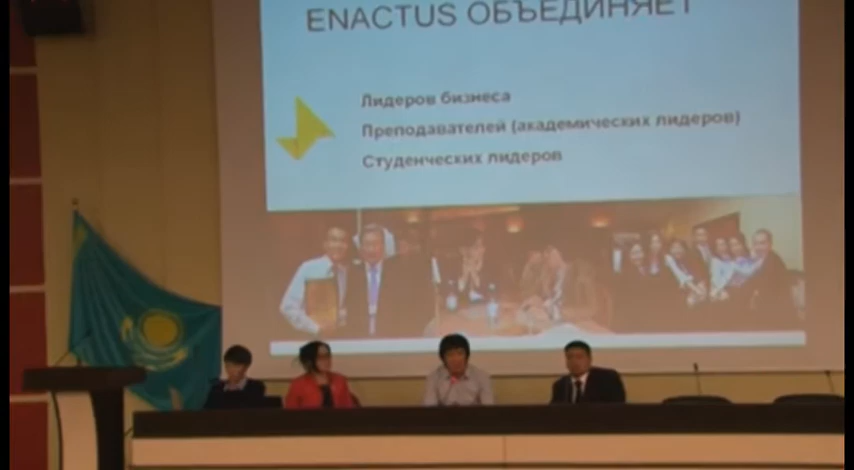 ENACTUS ОБЪЕДИНЯЕТ
Лидеров бизнеса
Преподавателей (академических лидеров)
Студенческих лидеров